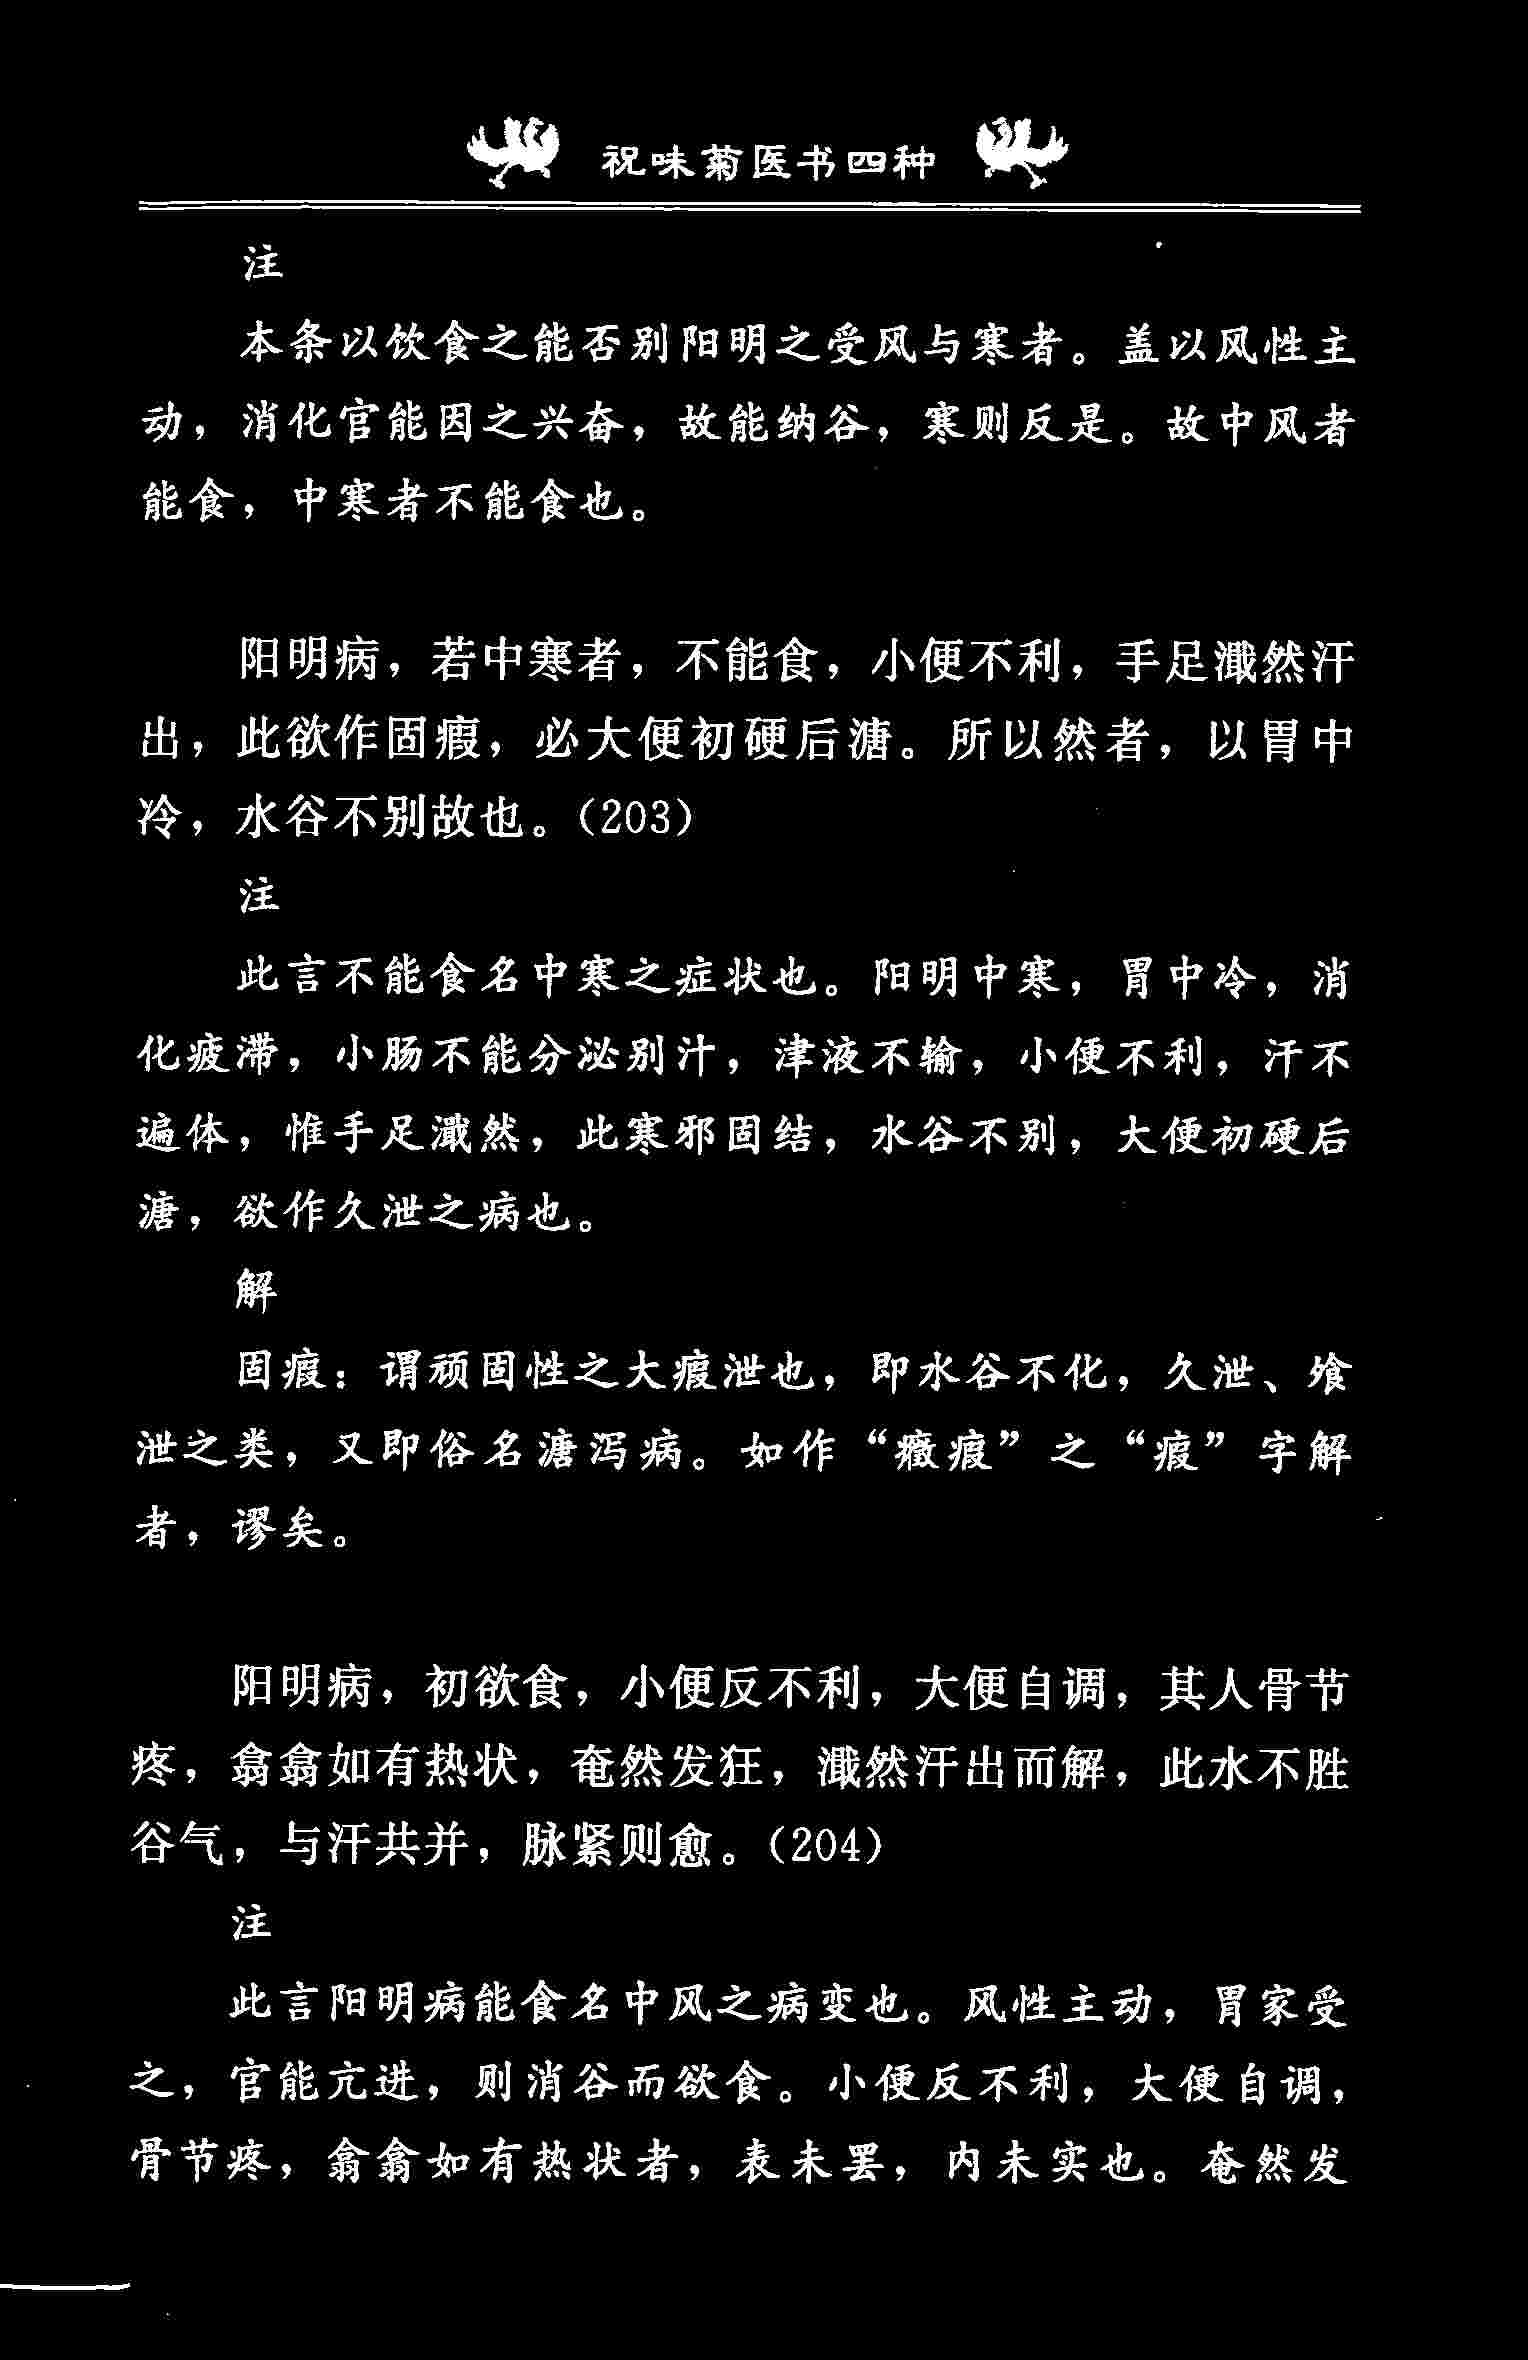 祝味菊医书四种
注
本条以饮食之能否别阳明之受风与寒者。盖以风性主
动，消化官能因之兴奋，故能纳谷，寒则反是。故中风者
能食，中寒者不能食也。
阳明病，若中寒者，不能食，小便不利，手足濈然汗
出，此欲作固瘕，必大便初硬后溏。所以然者，以胃中
冷，水谷不别故也。（203）
注
此言不能食名中寒之症状也。阳明中寒，胃中冷，消
化疲滞，小肠不能分泌别汁，津液不输，小便不利，汗不
遍体，惟手足濈然，此寒邪固结，水谷不别，大便初硬后
溏，欲作久泄之病也。
解
固瘕：谓顽固性之大瘕泄也，即水谷不化，久泄、飧
泄之类，又即俗名溏泻病。如作“癥瘕”之“瘕”字解
者，谬矣。
阳明病，初欲食，小便反不利，大便自调，其人骨节
疼，翕翕如有热状，奄然发狂，濈然汗出而解，此水不胜
谷气，与汗共并，脉紧则愈。（204）
注
此言阳明病能食名中风之病变也。风性主动，胃家受
之，官能亢进，则消谷而欲食。小便反不利，大便自调，
骨节疼，翕翕如有热状者，表未罢，内未实也。奄然发